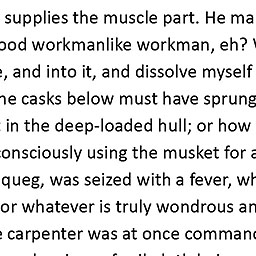 supplies the muscle part. He ma
ood workmanlike workman, eh?
, and into it, and dissolve myself
he casks below must have sprung
in the deep-loaded hull; or how
consciously using the musket for a
queg, was seized with a fever, wh
or whatever is truly wondrous an
carpenter was at once comman